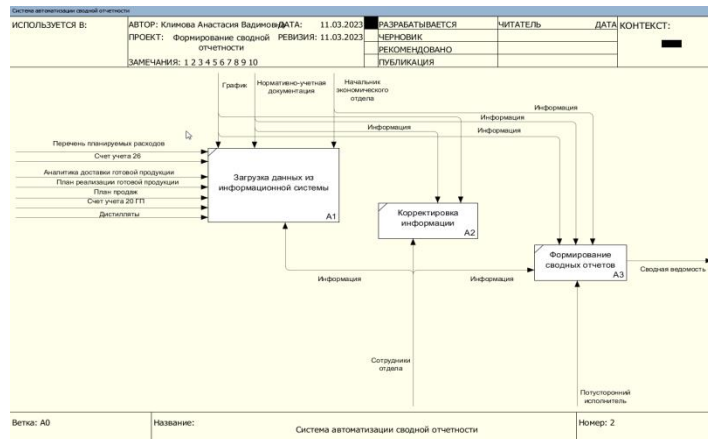 Система автоматизации сводной отчетности
ИСПОЛЬЗУЕТСЯ В:
АВТОР: Климова Анастасия Вадимовна
ДАТА: 11.03.2023
ПРОЕКТ: Формирование сводной
отчетности
РЕВИЗИЯ: 11.03.2023
ЗАМЕЧАНИЯ: 1 2 3 4 5 6 7 8 9 10
РАЗРАБАТЫВАЕТСЯ
ЧЕРНОВИК
РЕКОМЕНДОВАНО
ПУБЛИКАЦИЯ
ЧИТАТЕЛЬ
ДАТА
КОНТЕКСТ:
График
Нормативно-учетная
документация
Начальник
экономического
отдела
Информация
Информация
Информация
Информация
Перечень планируемых расходов
Счет учета 26
Аналитика доставки готовой продукции
План реализации готовой продукции
План продаж
Счет учета 20 ГП
Дистилляты
Загрузка данных из
информационной системы
A1
Корректировка
информации
A2
Формирование
сводных отчетов
A3
Сводная ведомость
Информация
Информация
Сотрудники
отдела
Потусторонний
исполнитель
Ветка: A0
Название:
Система автоматизации сводной отчетности
Номер: 2